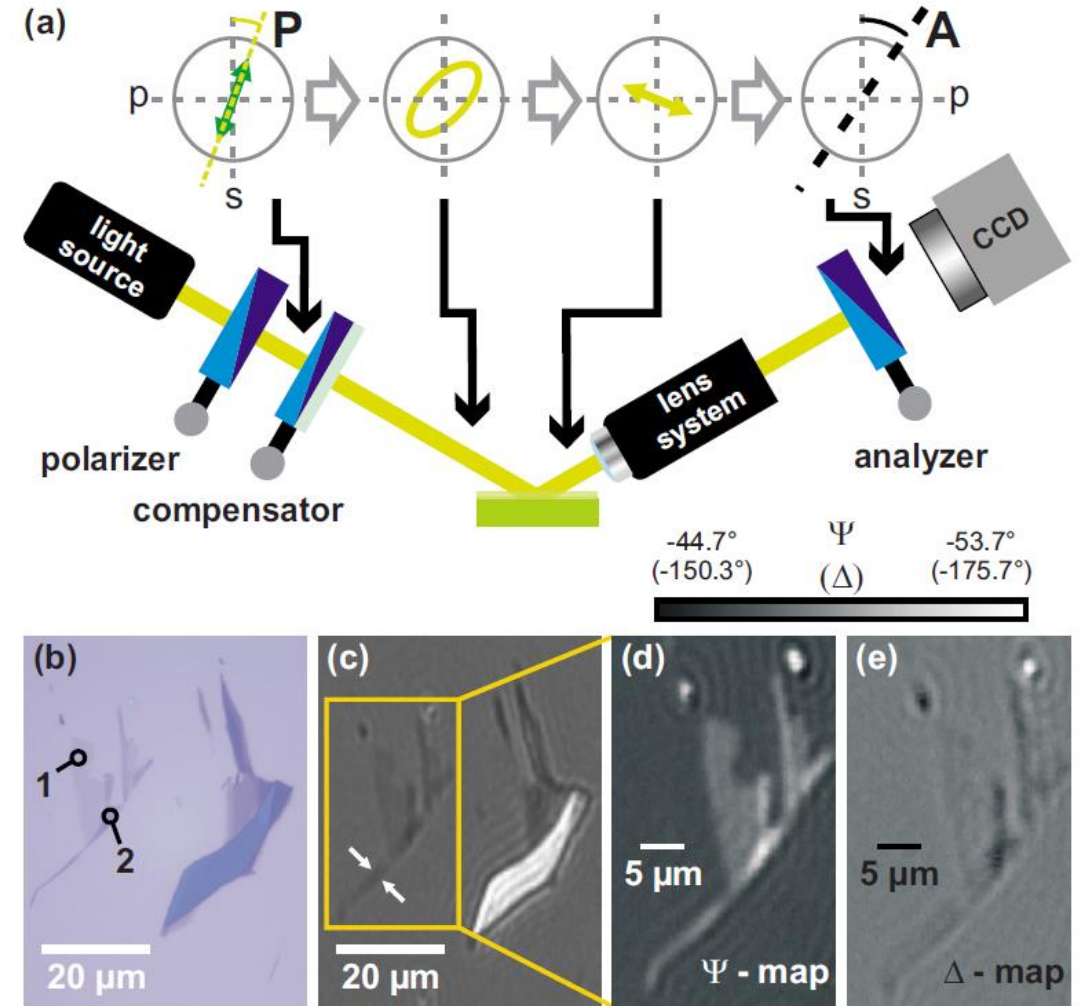 (a)
P
A
p
p
s
s
light
source
CCD
lens
system
polarizer
compensator
analyzer
-44.7° Ψ -53.7°
(-150.3°) (Δ) (-175.7°)
(b)
1
2
20 µm
(c)
20 µm
(d)
5 µm
Ψ - map
(e)
5 µm
Δ - map